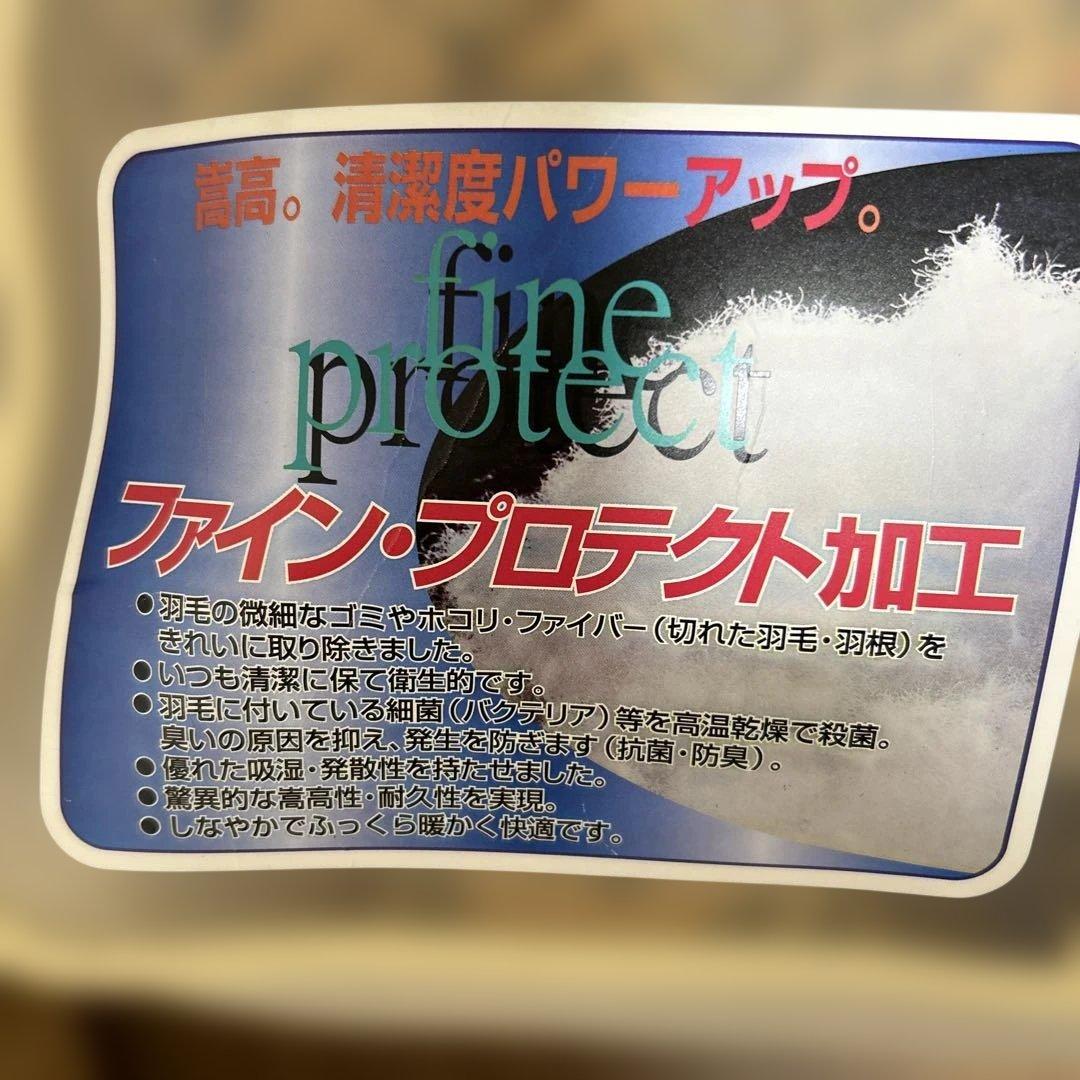 嵩高。清潔度パワーアップ。
fine
protect
ファイン・プロテクト加工
●羽毛の微細なゴミやホコリ・ファイバー（切れた羽毛・羽根）を
きれいに取り除きました。
●いつも清潔に保て衛生的です。
●羽毛に付いている細菌（バクテリア）等を高温乾燥で殺菌。
臭いの原因を抑え、発生を防ぎます（抗菌・防臭）。
●優れた吸湿・発散性を持たせました。
●驚異的な嵩高性・耐久性を実現。
●しなやかでふっくら暖かく快適です。